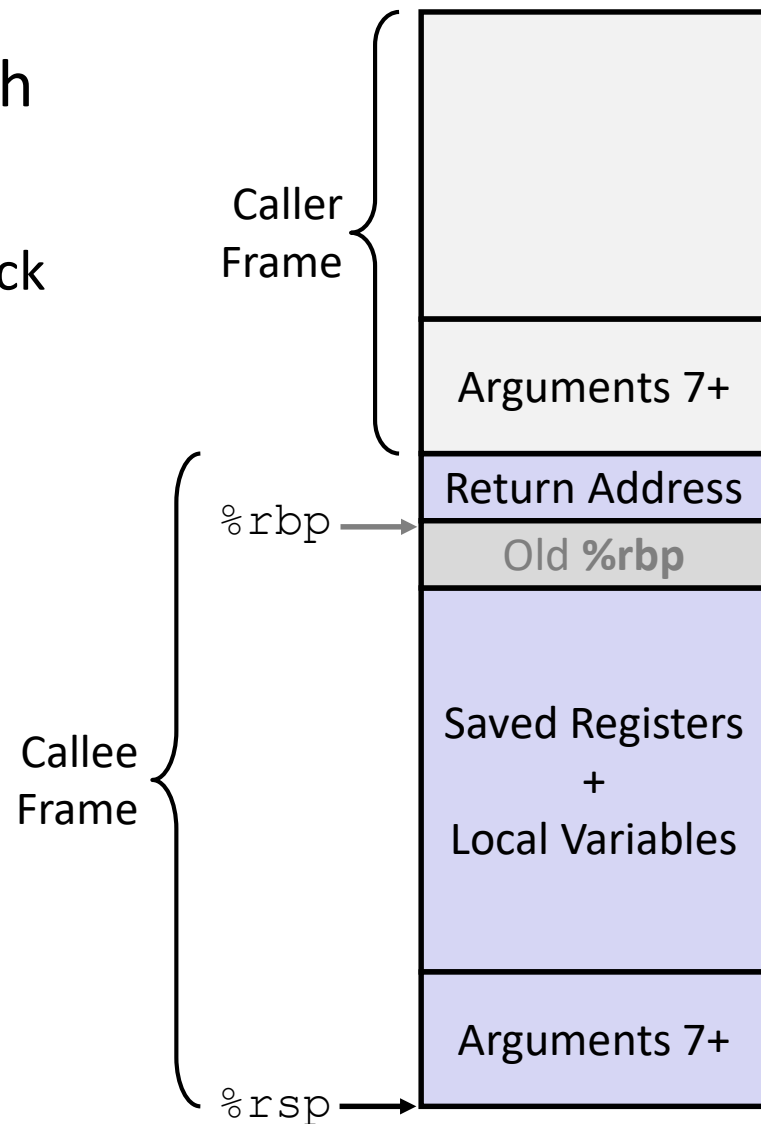 h
ck
Caller
Frame
Arguments 7+
Return Address
%rbp
Old %rbp
Saved Registers
+
Local Variables
Callee
Frame
Arguments 7+
%rsp